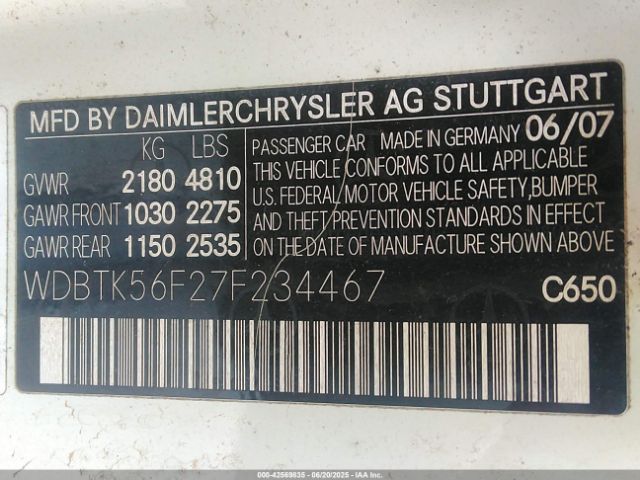 MFD BY DAIMLERCHRYSLER AG STUTTGART
KG LBS
GVWR 2180 4810
GAWR FRONT 1030 2275
GAWR REAR 1150 2535
PASSENGER CAR MADE IN GERMANY 06/07
THIS VEHICLE CONFORMS TO ALL APPLICABLE
U.S. FEDERAL MOTOR VEHICLE SAFETY, BUMPER
AND THEFT PREVENTION STANDARDS IN EFFECT
ON THE DATE OF MANUFACTURE SHOWN ABOVE
WDBTK56F27F234467 C650
000-42569835 - 06/20/2025 - IAAI.COM